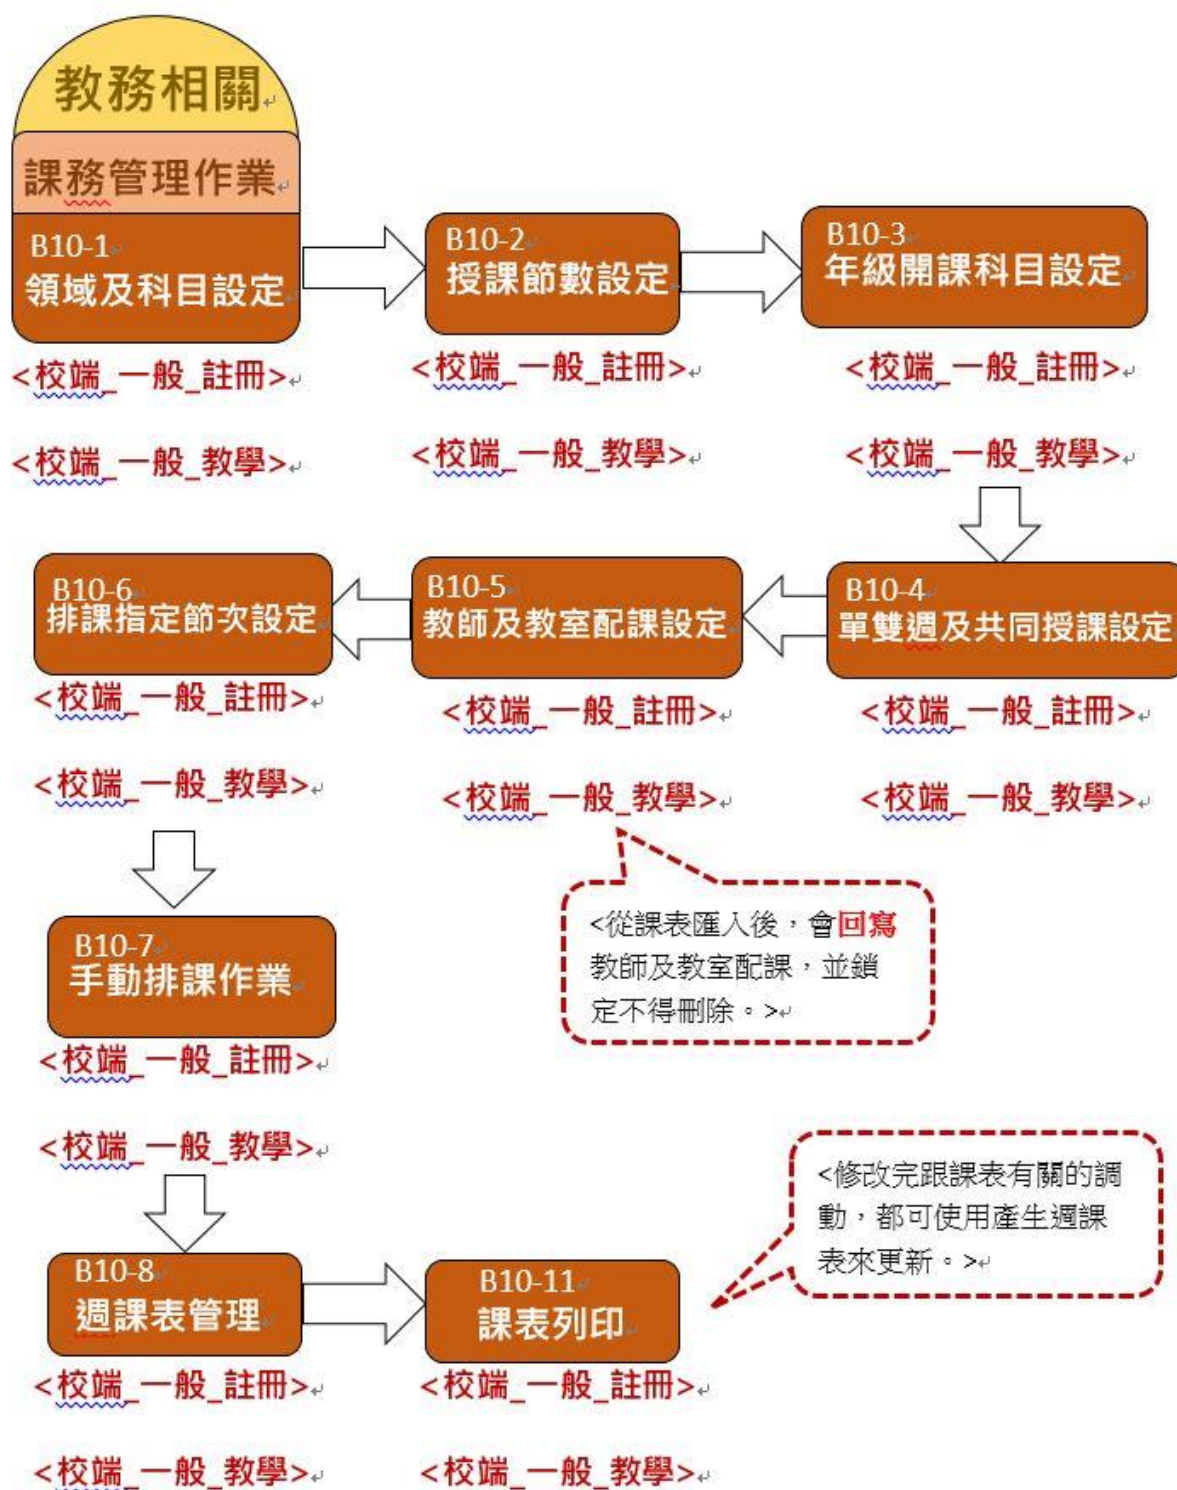 教務相關
課務管理作業
B10-1
領域及科目設定
<校端_一般_註冊>
<校端_一般_教學>
B10-2
授課節數設定
<校端_一般_註冊>
<校端_一般_教學>
B10-3
年級開課科目設定
<校端_一般_註冊>
<校端_一般_教學>
B10-4
單雙週及共同授課設定
<校端_一般_註冊>
<校端_一般_教學>
B10-5
教師及教室配課設定
<校端_一般_註冊>
<校端_一般_教學>
<從課表匯入後，會回寫
教師及教室配課，並鎖
定不得刪除。>
B10-6
排課指定節次設定
<校端_一般_註冊>
<校端_一般_教學>
B10-7
手動排課作業
<校端_一般_註冊>
<校端_一般_教學>
B10-8
週課表管理
<校端_一般_註冊>
<校端_一般_教學>
B10-11
課表列印
<校端_一般_註冊>
<校端_一般_教學>
<修改完跟課表有關的調
動，都可使用產生週課
表來更新。>